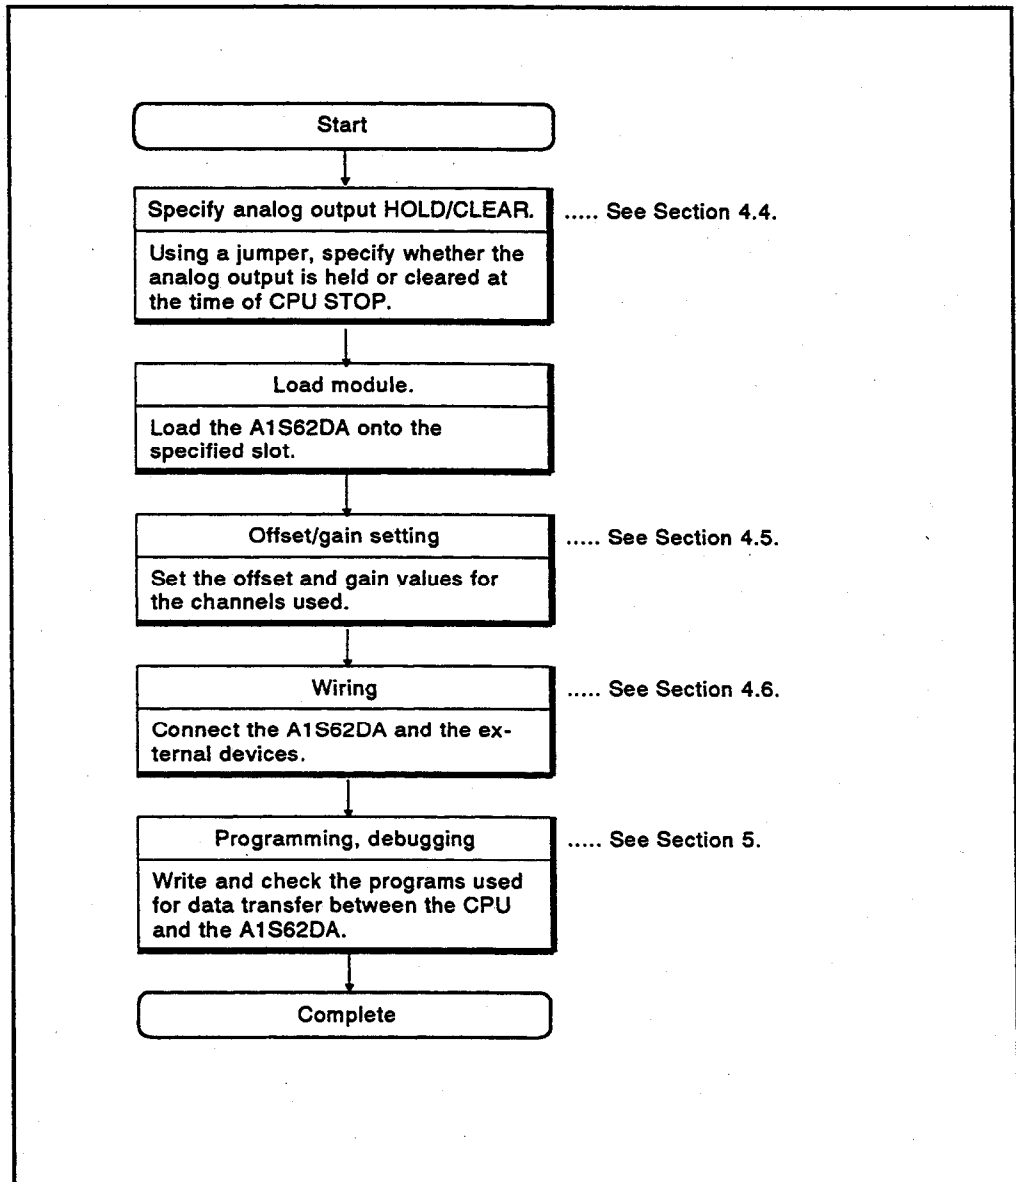 Start
Specify analog output HOLD/CLEAR. ..... See Section 4.4.
Using a jumper, specify whether the
analog output is held or cleared at
the time of CPU STOP.
Load module.
Load the A1S62DA onto the
specified slot.
Offset/gain setting ..... See Section 4.5.
Set the offset and gain values for
the channels used.
Wiring ..... See Section 4.6.
Connect the A1S62DA and the ex-
ternal devices.
Programming, debugging ..... See Section 5.
Write and check the programs used
for data transfer between the CPU
and the A1S62DA.
Complete